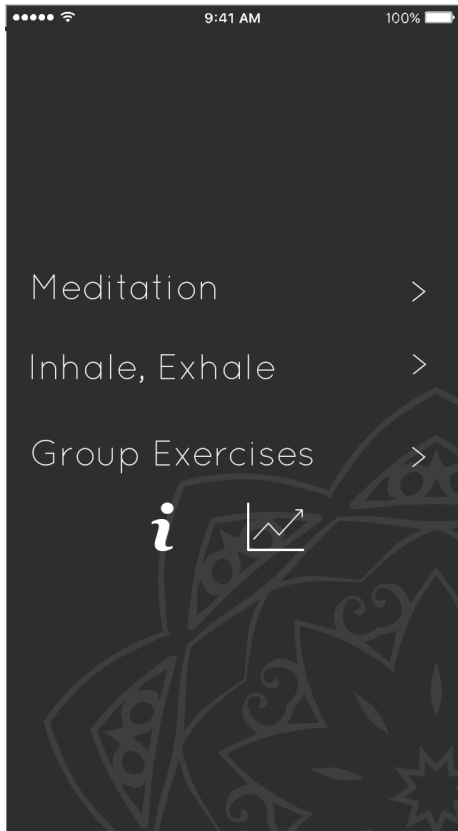 9:41 AM
100%
Meditation
Inhale, Exhale
Group Exercises
i